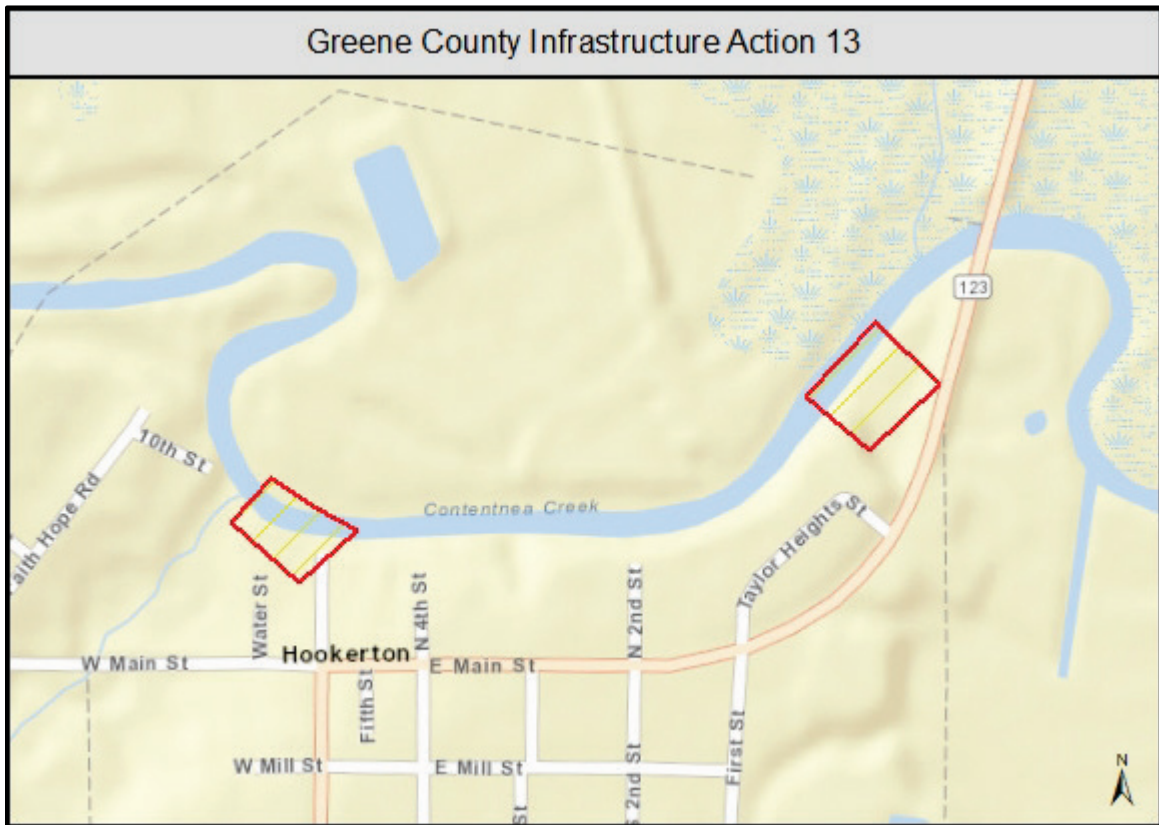 Greene County Infrastructure Action 13
123
10th St
aith Hope Rd
Contentnea Creek
Taylor Heights St
Water St
N 4th St
N 2nd St
Hookerton
W Main St
E Main St
Fifth St
First St
W Mill St
E Mill St
St
S 2nd St
N